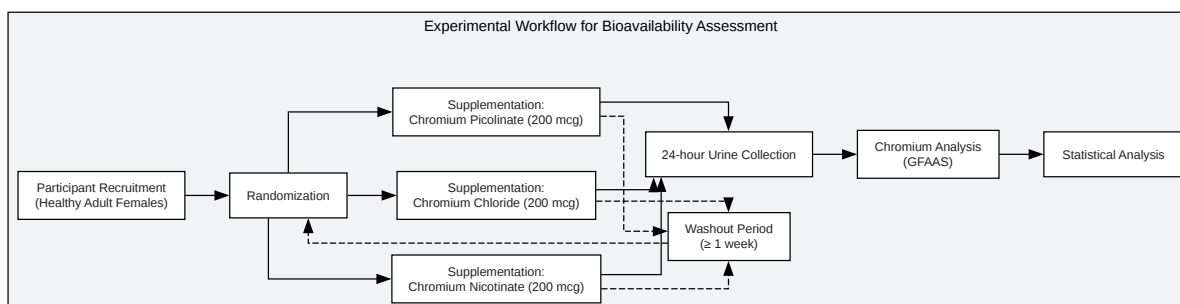 Experimental Workflow for Bioavailability Assessment
Supplementation:
Chromium Picolinate (200 mcg)
24-hour Urine Collection
Chromium Analysis
(GFAAS)
Statistical Analysis
Participant Recruitment
(Healthy Adult Females)
Randomization
Supplementation:
Chromium Chloride (200 mcg)
Washout Period
(≥ 1 week)
Supplementation:
Chromium Nicotinate (200 mcg)